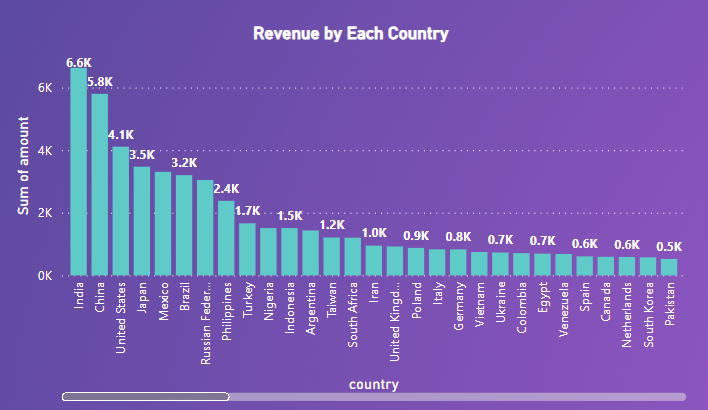 Revenue by Each Country
Sum of amount
6K
4K
2K
0K
6.6K
5.8K
4.1K
3.5K
3.2K
2.4K
1.7K
1.5K
1.2K
1.0K
0.9K
0.8K
0.7K
0.7K
0.6K
0.6K
0.5K
India
China
United States
Japan
Mexico
Brazil
Russian Feder...
Philippines
Turkey
Nigeria
Indonesia
Argentina
Taiwan
South Africa
Iran
United Kingd...
Poland
Italy
Germany
Vietnam
Ukraine
Colombia
Egypt
Venezuela
Spain
Canada
Netherlands
South Korea
Pakistan
country